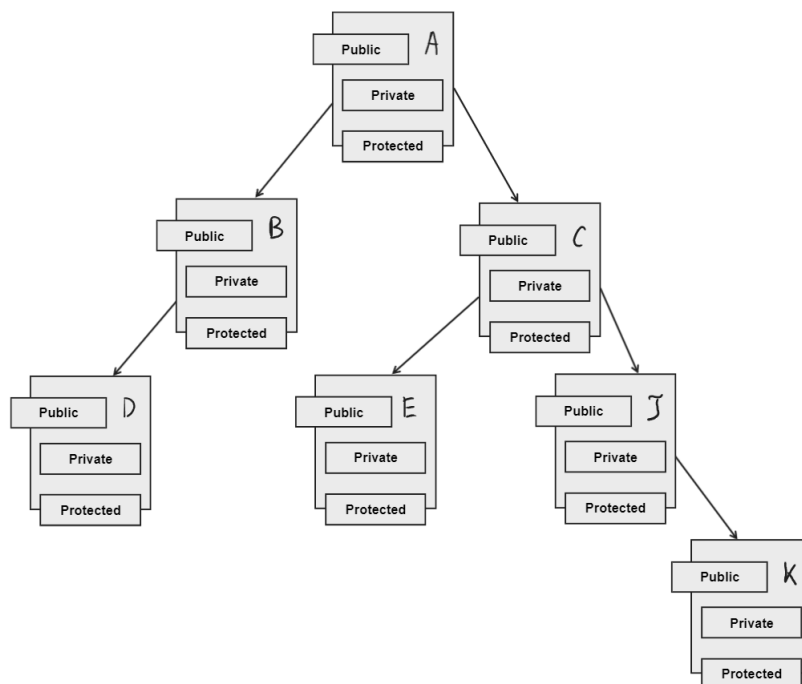 Public A
Private
Protected
Public B
Private
Protected
Public C
Private
Protected
Public D
Private
Protected
Public E
Private
Protected
Public J
Private
Protected
Public K
Private
Protected